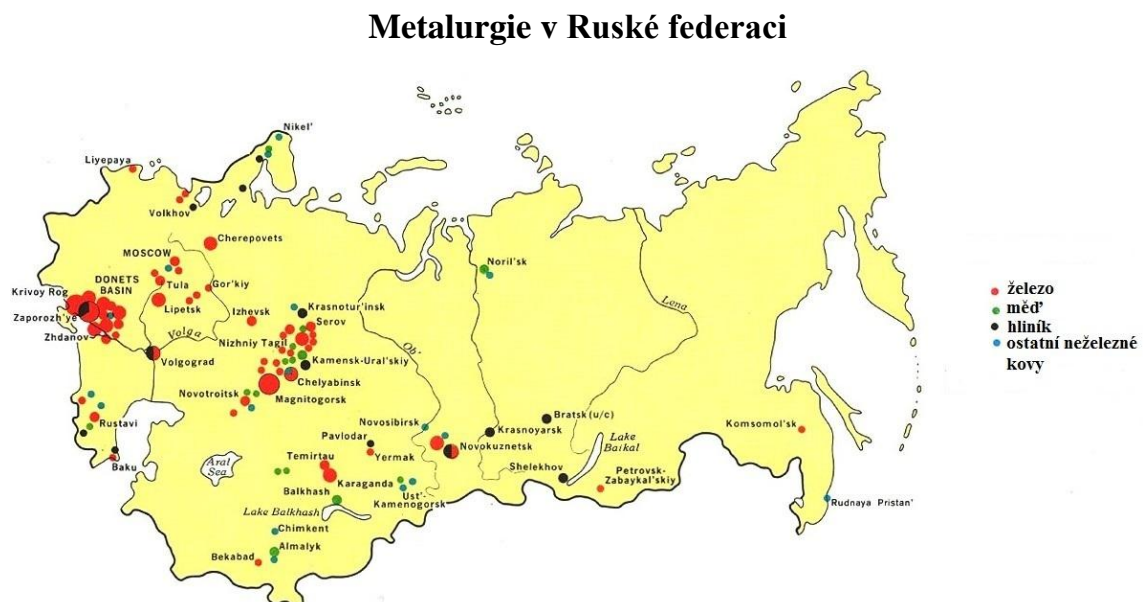 Metalurgie v Ruské federaci
Nikel'
Liyepaya
Volkhov
Cherepovets
MOSCOW
Noril'sk
DONETS
BASIN
Tula
Gor'kiy
Krivoy Rog
Lena
Krasnotur'insk
Zaporozh'ye
Lipetsk
Izhevsk
Serov
Zhdanov
Volga
Nizhniy Tagil
Ob'
Volgograd
Kamensk-Ural'skiy
Chelyabinsk
Novotroitsk
Magnitogorsk
Rustavi
Novosibirsk
Bratsk (u/c)
Krasnoyarsk
Komsomol'sk
Pavlodar
Novokuznetsk
Lake
Baikal
Baku
Aral
Sea
Temirtau
Yermak
Shelekhov
Petrovsk-
Zabaykal'skiy
Karaganda
Balkhash
Ust'-
Kamenogorsk
Rudnaya Pristan'
Lake Balkhash
Chimkent
Almalyk
Bekabad
železo
měď
hliník
ostatní neželezné
kovy